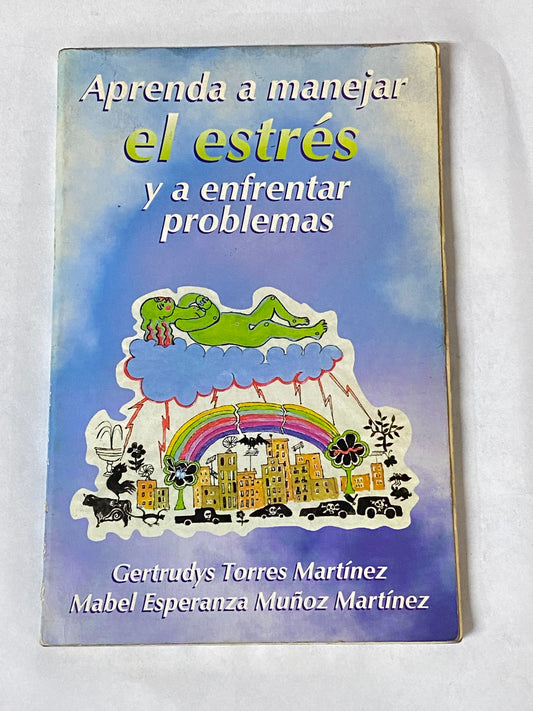 Aprenda a manejar
el estrés
y a enfrentar
problemas
Gertrudys Torres Martínez
Mabel Esperanza Muñoz Martínez